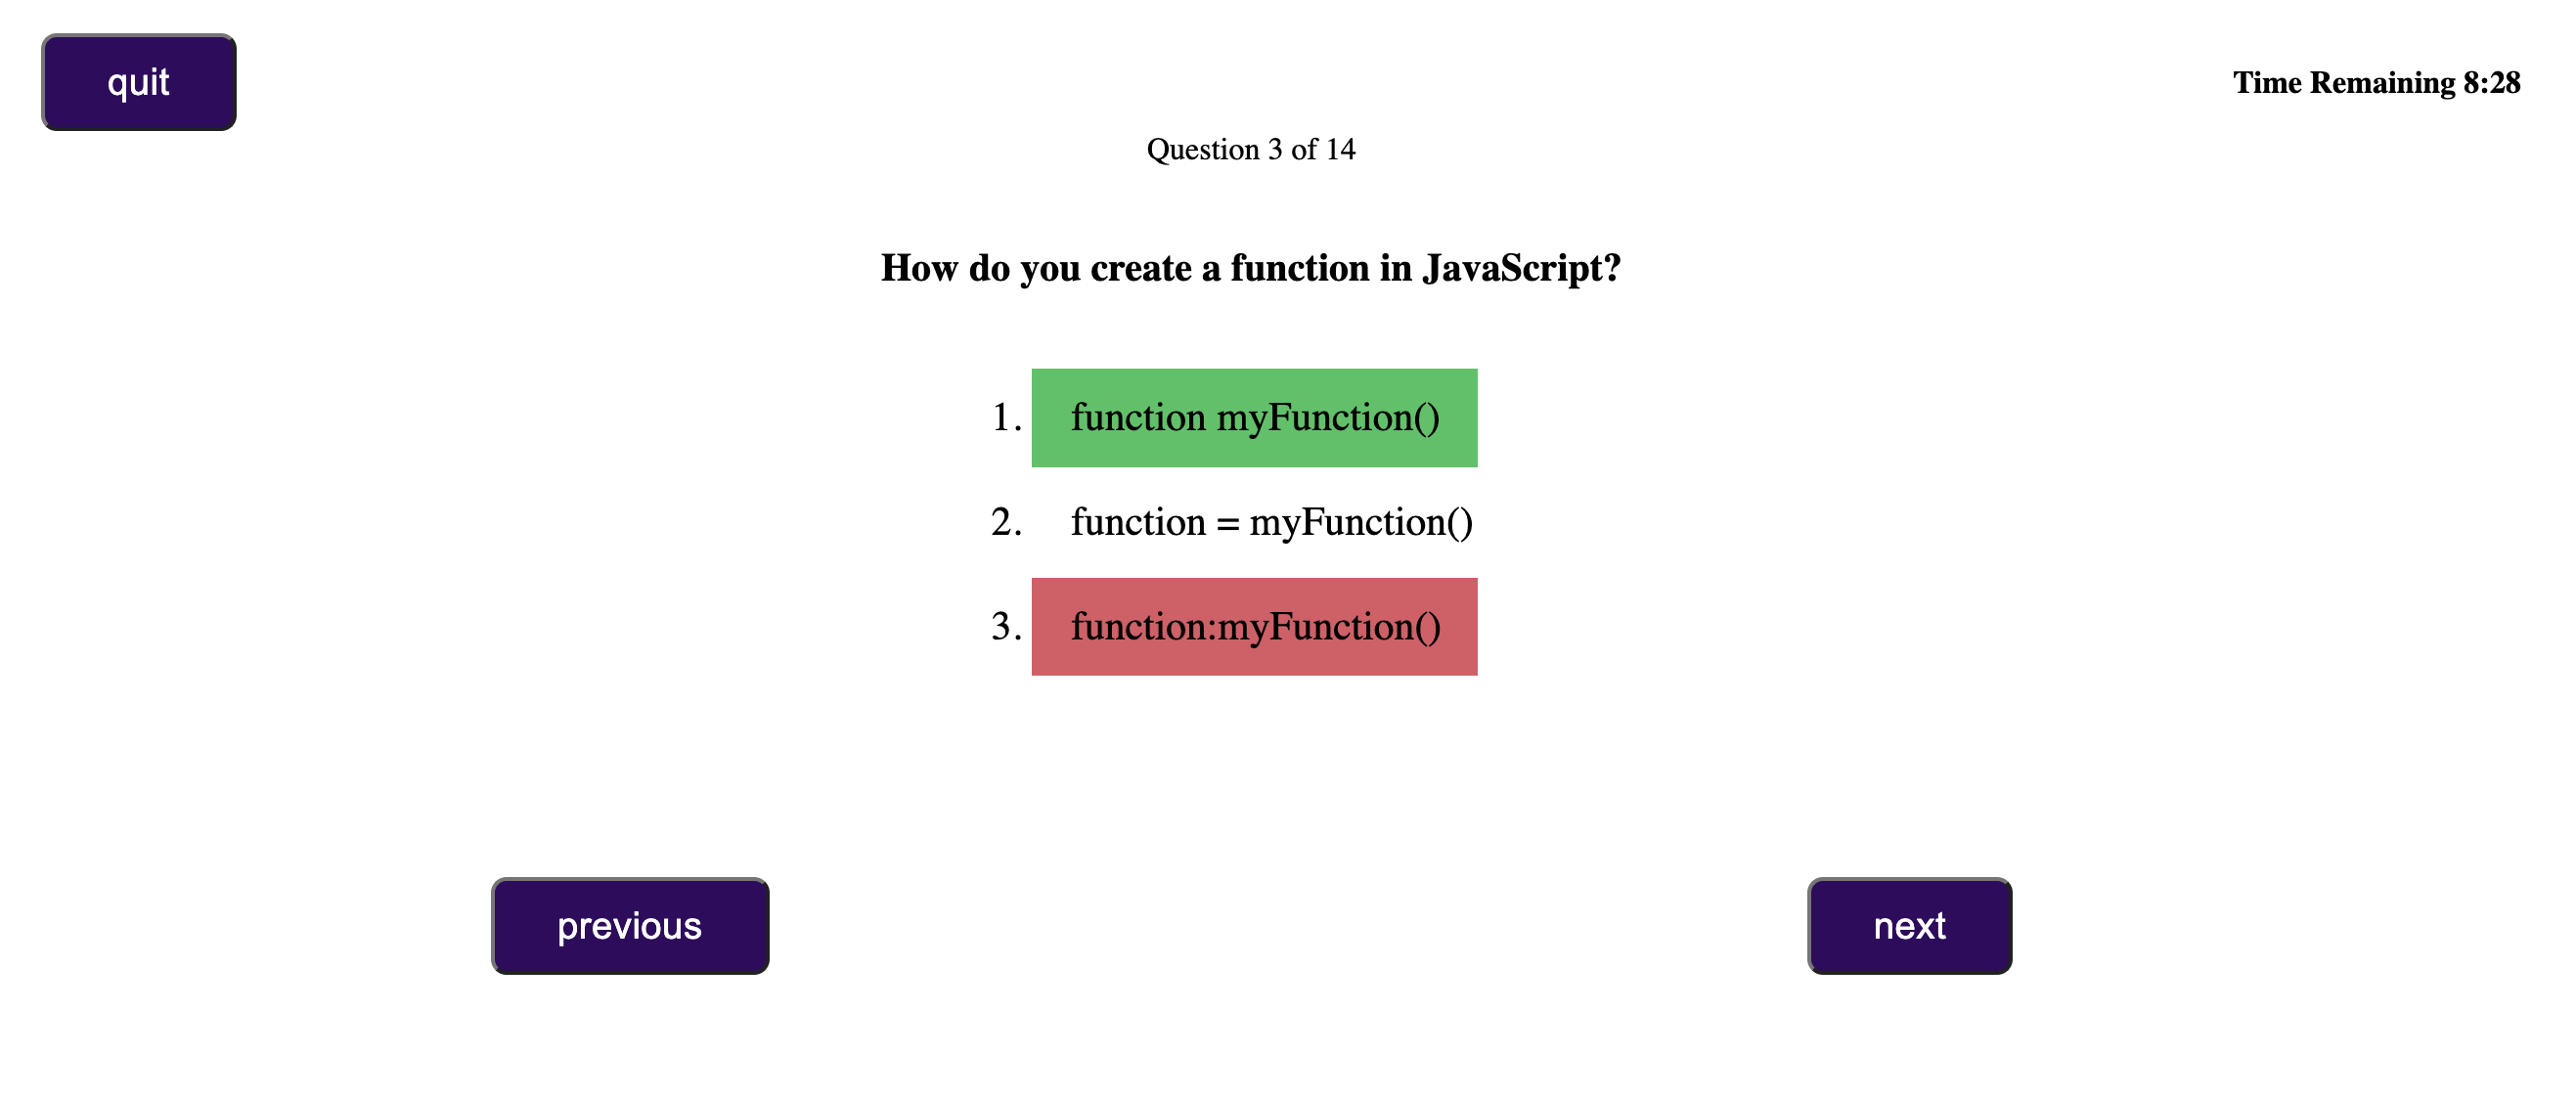 quit
Time Remaining 8:28
Question 3 of 14
How do you create a function in JavaScript?
1. function myFunction()
2. function = myFunction()
3. function:myFunction()
previous
next